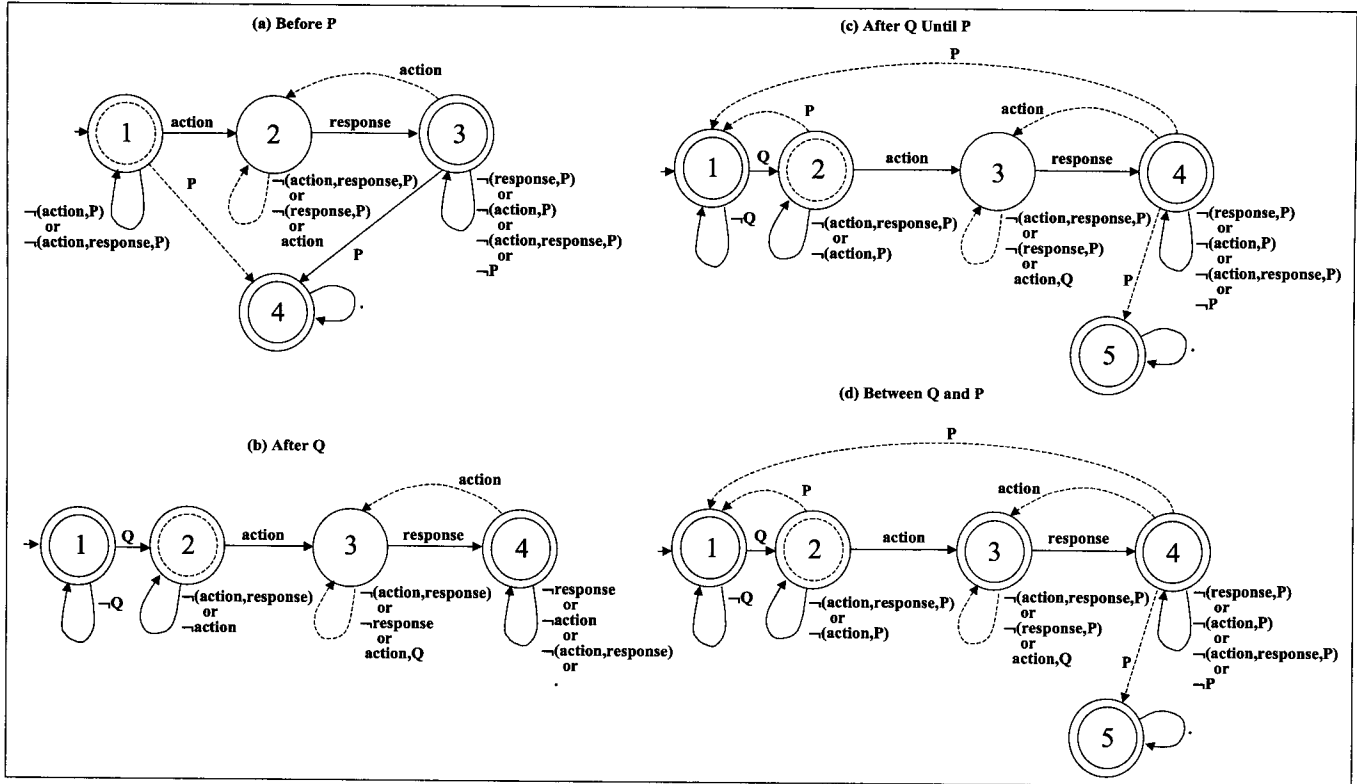 (a) Before P
action
1
action
2
response
3
P
¬(action,P)
or
¬(action,response,P)
¬(action,response,P)
or
¬(response,P)
or
action
¬(response,P)
or
¬(action,P)
or
¬(action,response,P)
or
¬P
P
4
.
(b) After Q
action
1
Q
2
action
3
response
4
¬Q
¬(action,response)
or
¬action
¬(action,response)
or
¬response
or
action,Q
¬response
or
¬action
or
¬(action,response)
or
.
(c) After Q Until P
P
P
action
1
Q
2
action
3
response
4
¬Q
¬(action,response,P)
or
¬(action,P)
¬(action,response,P)
or
¬(response,P)
or
action,Q
¬(response,P)
or
¬(action,P)
or
¬(action,response,P)
or
¬P
P
5
.
(d) Between Q and P
P
P
action
1
Q
2
action
3
response
4
¬Q
¬(action,response,P)
or
¬(action,P)
¬(action,response,P)
or
¬(response,P)
or
action,Q
¬(response,P)
or
¬(action,P)
or
¬(action,response,P)
or
¬P
P
5
.